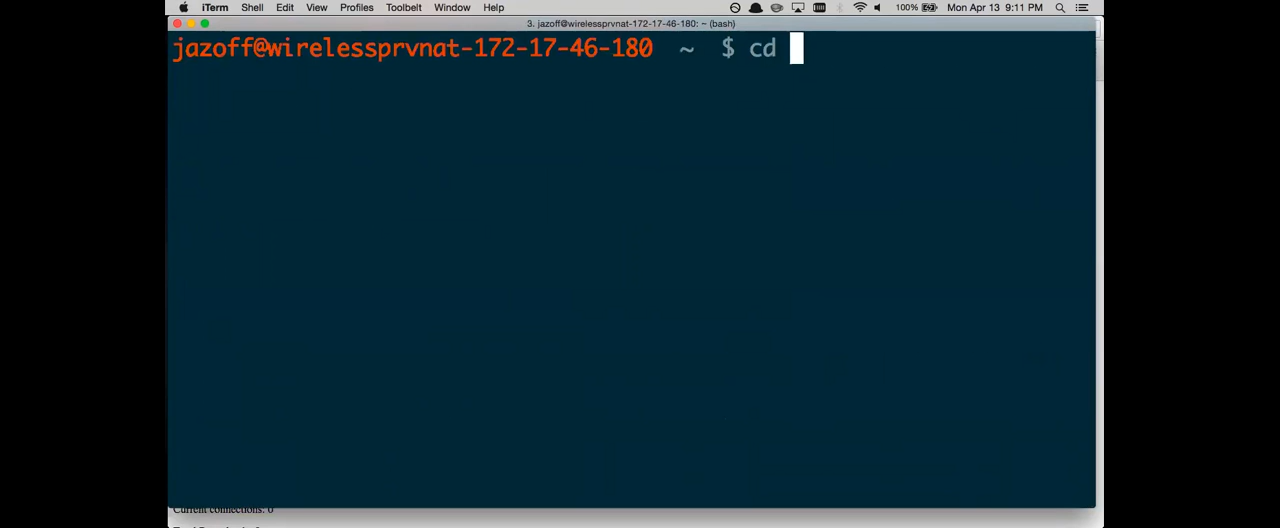 iTerm Shell Edit View Profiles Toolbelt Window Help 100% Mon Apr 13 9:11 PM
3. jazoff@wirelessprvnat-172-17-46-180: ~ (bash)
jazoff@wirelessprvnat-172-17-46-180 ~ $ cd
Current connections: 0